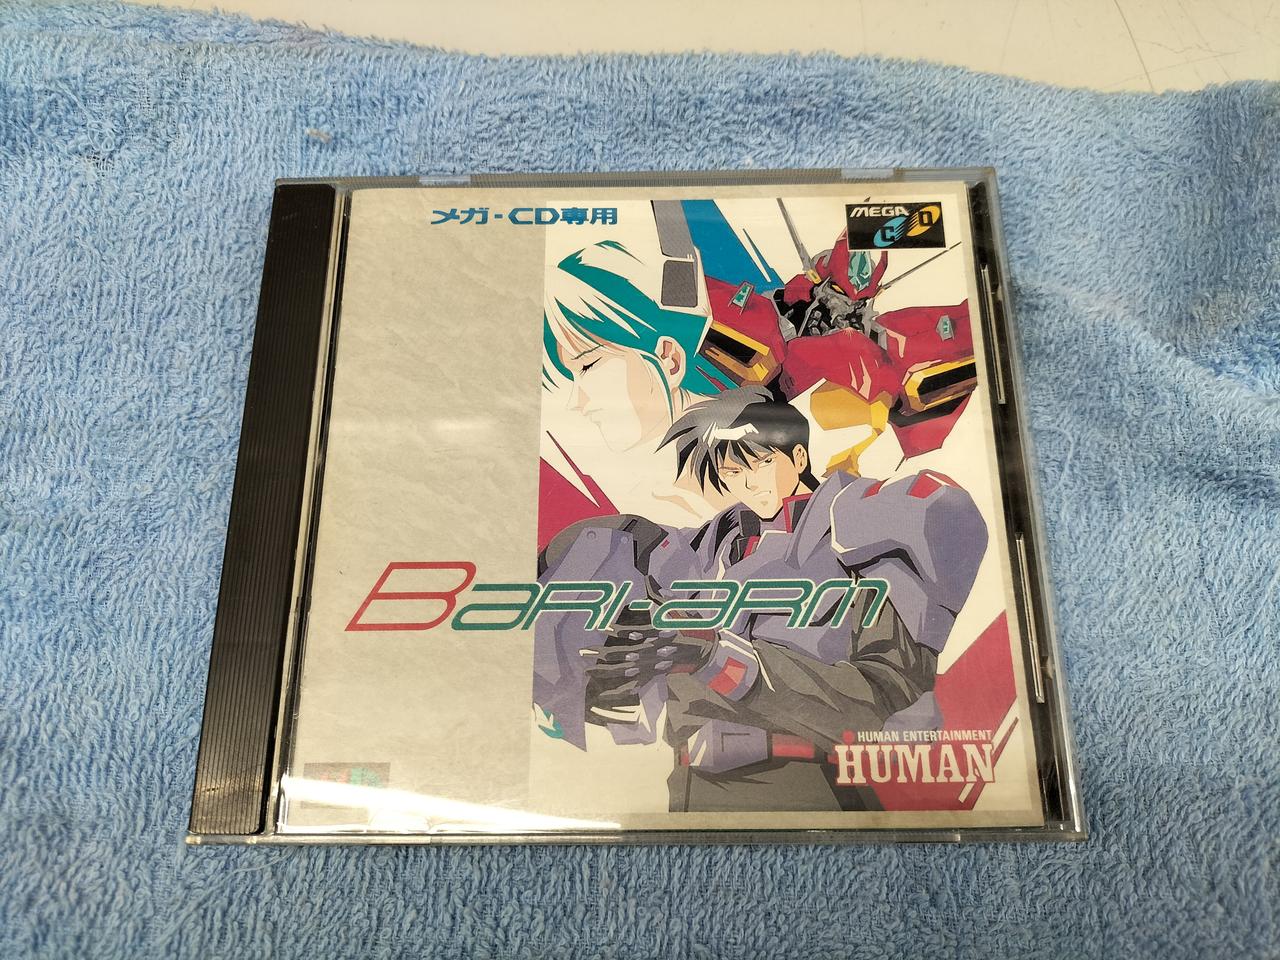 メガ-CD専用
MEGA
CD
Bari-arm
HUMAN ENTERTAINMENT
HUMAN